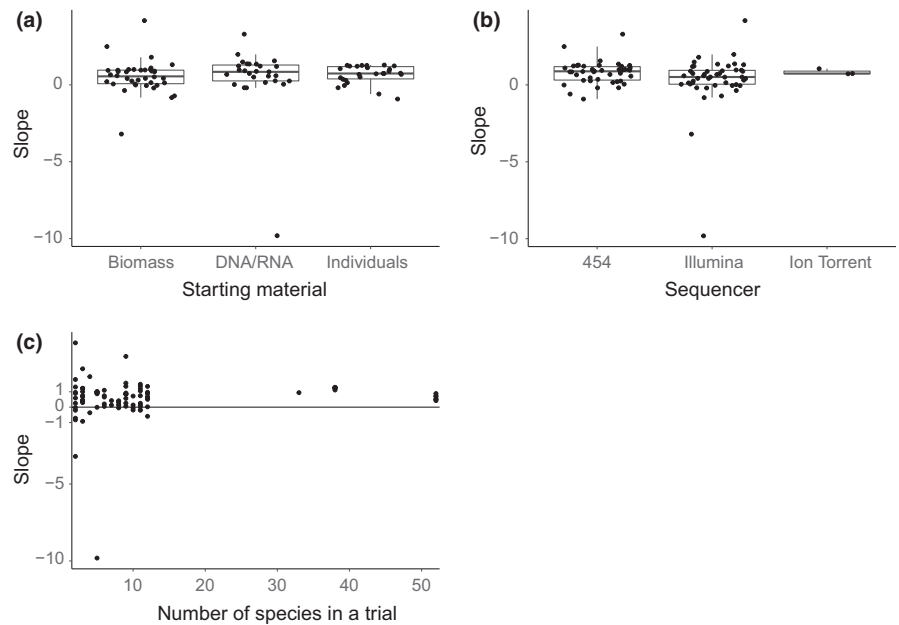 (a)
Slope
0
−5
−10
Biomass DNA/RNA Individuals
Starting material
(b)
Slope
0
−5
−10
454 Illumina Ion Torrent
Sequencer
(c)
Slope
1
0
−1
−5
−10
10 20 30 40 50
Number of species in a trial